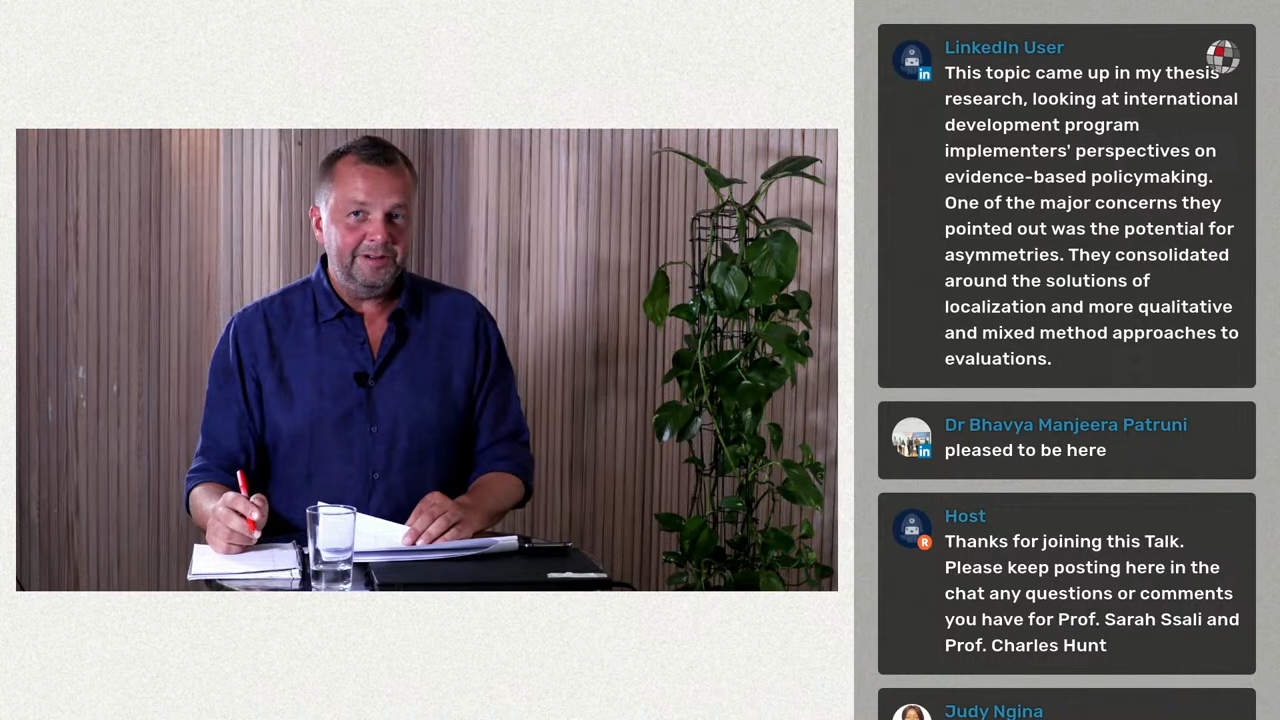 LinkedIn User
This topic came up in my thesis
research, looking at international
development program
implementers' perspectives on
evidence-based policymaking.
One of the major concerns they
pointed out was the potential for
asymmetries. They consolidated
around the solutions of
localization and more qualitative
and mixed method approaches to
evaluations.
in
Dr Bhavya Manjeera Patruni
pleased to be here
in
Host
Thanks for joining this Talk.
Please keep posting here in the
chat any questions or comments
you have for Prof. Sarah Ssali and
Prof. Charles Hunt
R
Judy Ngina